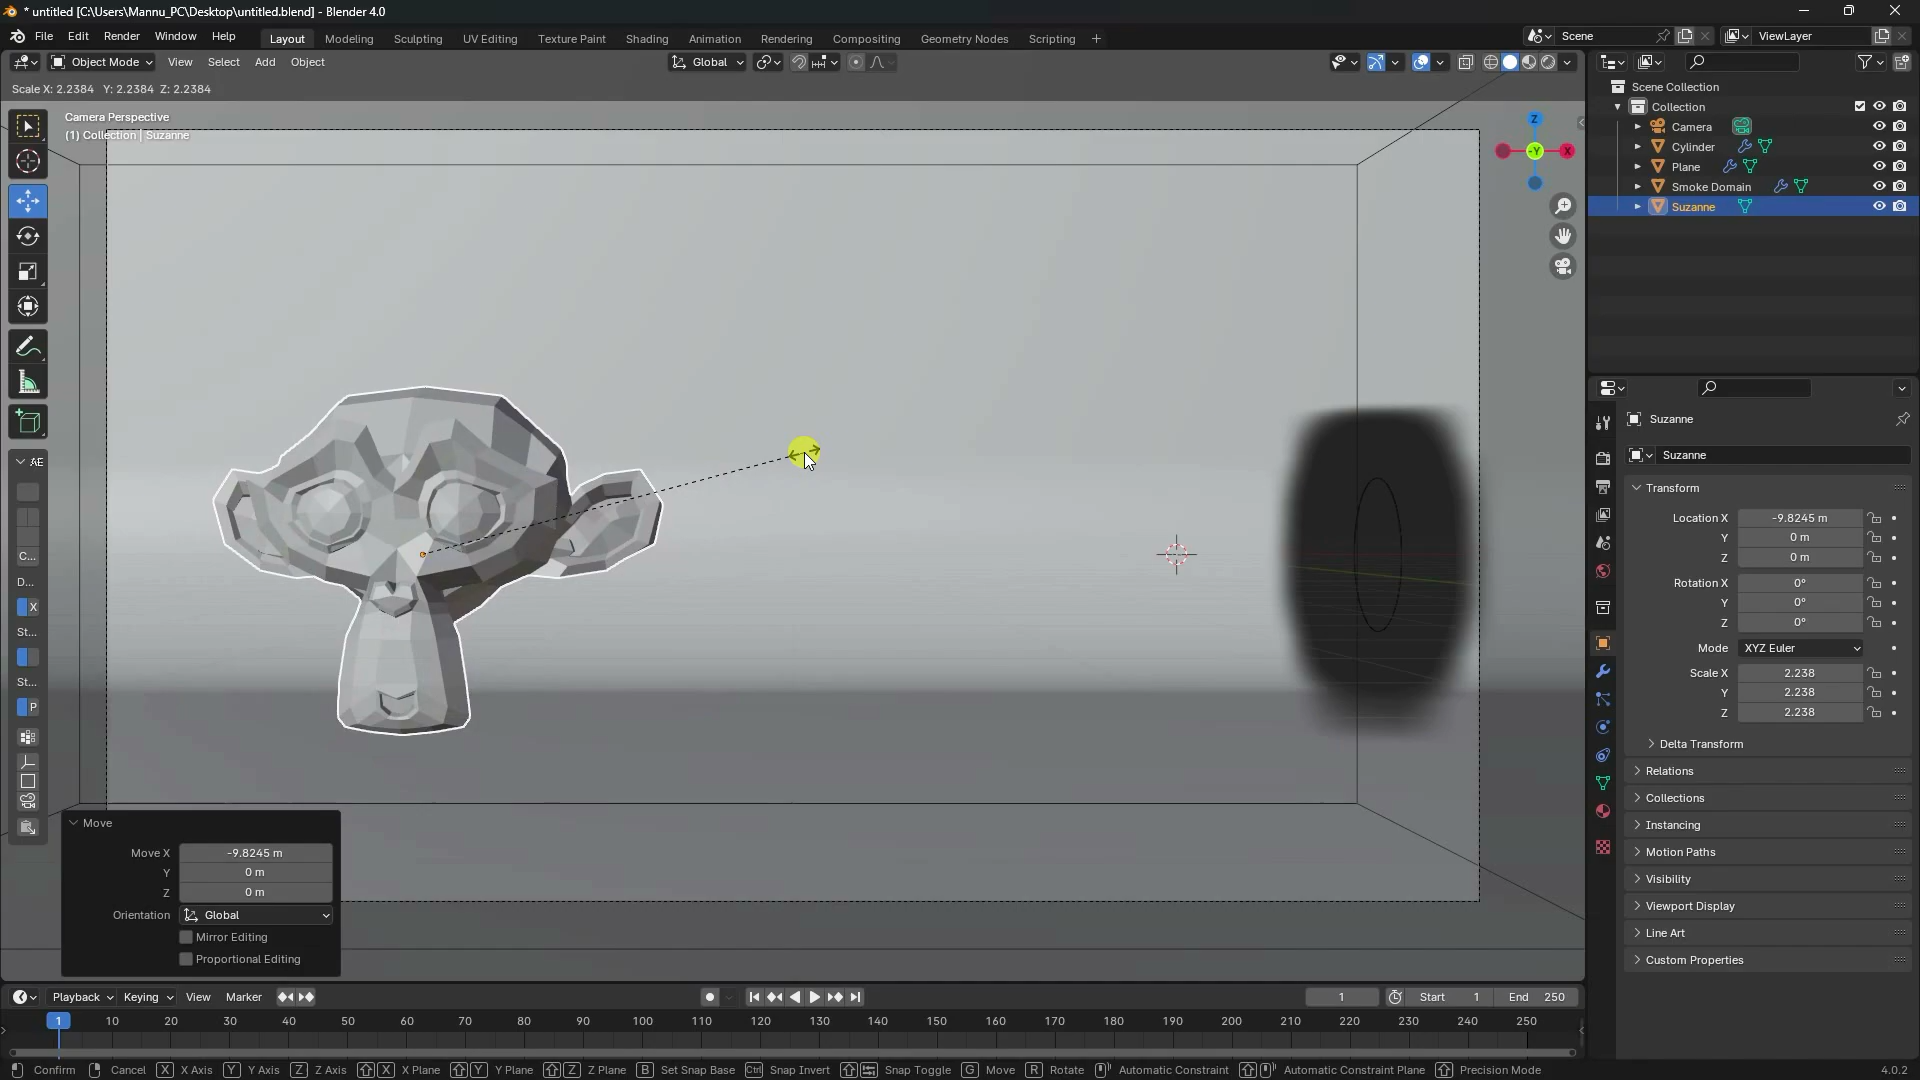 * untitled [C:\Users\Mannu_PC\Desktop\untitled.blend] - Blender 4.0
File Edit Render Window Help
Layout Modeling Sculpting UV Editing Texture Paint Shading Animation Rendering Compositing Geometry Nodes Scripting +
Scene
ViewLayer
Object Mode View Select Add Object
Global
Scale X: 2.2384 Y: 2.2384 Z: 2.2384
Camera Perspective
(1) Collection | Suzanne
Z
-Y
X
AE
C...
D...
X
St...
St...
P
Move
Move X -9.8245 m
Y 0 m
Z 0 m
Orientation Global
Mirror Editing
Proportional Editing
Scene Collection
Collection
Camera
Cylinder
Plane
Smoke Domain
Suzanne
Suzanne
Suzanne
Transform
Location X -9.8245 m
Y 0 m
Z 0 m
Rotation X 0°
Y 0°
Z 0°
Mode XYZ Euler
Scale X 2.238
Y 2.238
Z 2.238
Delta Transform
Relations
Collections
Instancing
Motion Paths
Visibility
Viewport Display
Line Art
Custom Properties
Playback Keying View Marker
1 Start 1 End 250
1 10 20 30 40 50 60 70 80 90 100 110 120 130 140 150 160 170 180 190 200 210 220 230 240 250
Confirm Cancel X X Axis Y Y Axis Z Z Axis X X Plane Y Y Plane Z Z Plane B Set Snap Base Ctrl Snap Invert Snap Toggle G Move R Rotate Automatic Constraint Automatic Constraint Plane Precision Mode 4.0.2